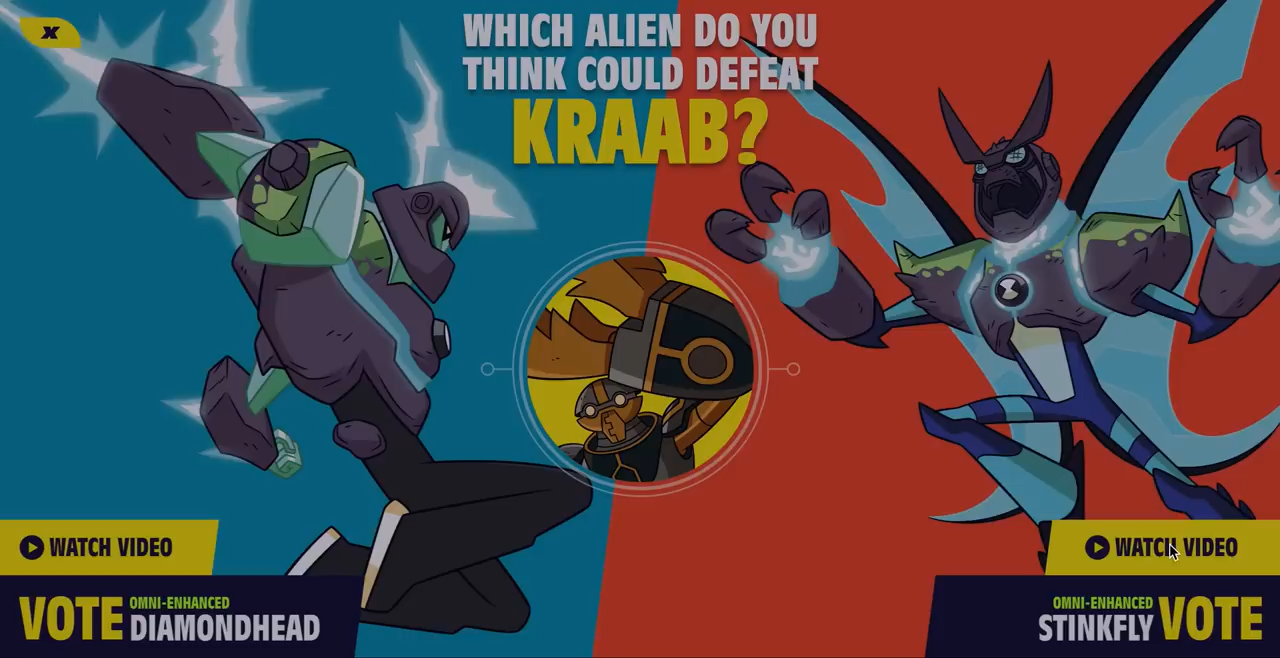 X
WHICH ALIEN DO YOU
THINK COULD DEFEAT
KRAAB?
WATCH VIDEO
WATCH VIDEO
VOTE OMNI-ENHANCED
DIAMONDHEAD
OMNI-ENHANCED
STINKFLY VOTE